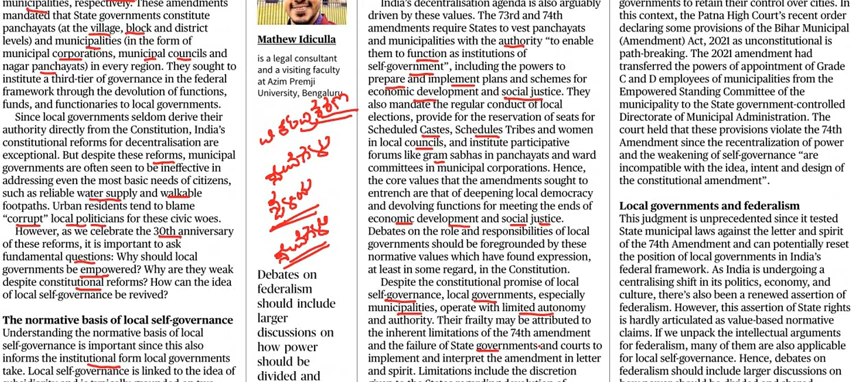 municipalities, respectively. These amendments
mandated that State governments constitute
panchayats (at the village, block and district
levels) and municipalities (in the form of
municipal corporations, municipal councils and
nagar panchayats) in every region. They sought to
institute a third-tier of governance in the federal
framework through the devolution of functions,
funds, and functionaries to local governments.
Since local governments seldom derive their
authority directly from the Constitution, India's
constitutional reforms for decentralisation are
exceptional. But despite these reforms, municipal
governments are often seen to be ineffective in
addressing even the most basic needs of citizens,
such as reliable water supply and walkable
footpaths. Urban residents tend to blame
"corrupt" local politicians for these civic woes.
However, as we celebrate the 30th anniversary
of these reforms, it is important to ask
fundamental questions: Why should local
governments be empowered? Why are they weak
despite constitutional reforms? How can the idea
of local self-governance be revived?
The normative basis of local self-governance
Understanding the normative basis of local
self-governance is important since this also
informs the institutional form local governments
take. Local self-governance is linked to the idea of
Mathew Idiculla
is a legal consultant
and a visiting faculty
at Azim Premji
University, Bengaluru
Debates on
federalism
should include
larger
discussions on
how power
should be
divided and
India's decentralisation agenda is also arguably
driven by these values. The 73rd and 74th
amendments require States to vest panchayats
and municipalities with the authority "to enable
them to function as institutions of
self-government", including the powers to
prepare and implement plans and schemes for
economic development and social justice. They
also mandate the regular conduct of local
elections, provide for the reservation of seats for
Scheduled Castes, Schedules Tribes and women
in local councils, and institute participative
forums like gram sabhas in panchayats and ward
committees in municipal corporations. Hence,
the core values that the amendments sought to
entrench are that of deepening local democracy
and devolving functions for meeting the ends of
economic development and social justice.
Debates on the role and responsibilities of local
governments should be foregrounded by these
normative values which have found expression,
at least in some regard, in the Constitution.
Despite the constitutional promise of local
self-governance, local governments, especially
municipalities, operate with limited autonomy
and authority. Their frailty may be attributed to
the inherent limitations of the 74th amendment
and the failure of State governments and courts to
implement and interpret the amendment in letter
and spirit. Limitations include the discretion
governments to retain their control over cities. In
this context, the Patna High Court's recent order
declaring some provisions of the Bihar Municipal
(Amendment) Act, 2021 as unconstitutional is
path-breaking. The 2021 amendment had
transferred the powers of appointment of Grade
C and D employees of municipalities from the
Empowered Standing Committee of the
municipality to the State government-controlled
Directorate of Municipal Administration. The
court held that these provisions violate the 74th
Amendment since the recentralization of power
and the weakening of self-governance "are
incompatible with the idea, intent and design of
the constitutional amendment".
Local governments and federalism
This judgment is unprecedented since it tested
State municipal laws against the letter and spirit
of the 74th Amendment and can potentially reset
the position of local governments in India's
federal framework. As India is undergoing a
centralising shift in its politics, economy, and
culture, there's also been a renewed assertion of
federalism. However, this assertion of State rights
is hardly articulated as value-based normative
claims. If we unpack the intellectual arguments
for federalism, many of them are also applicable
for local self-governance. Hence, debates on
federalism should include larger discussions on